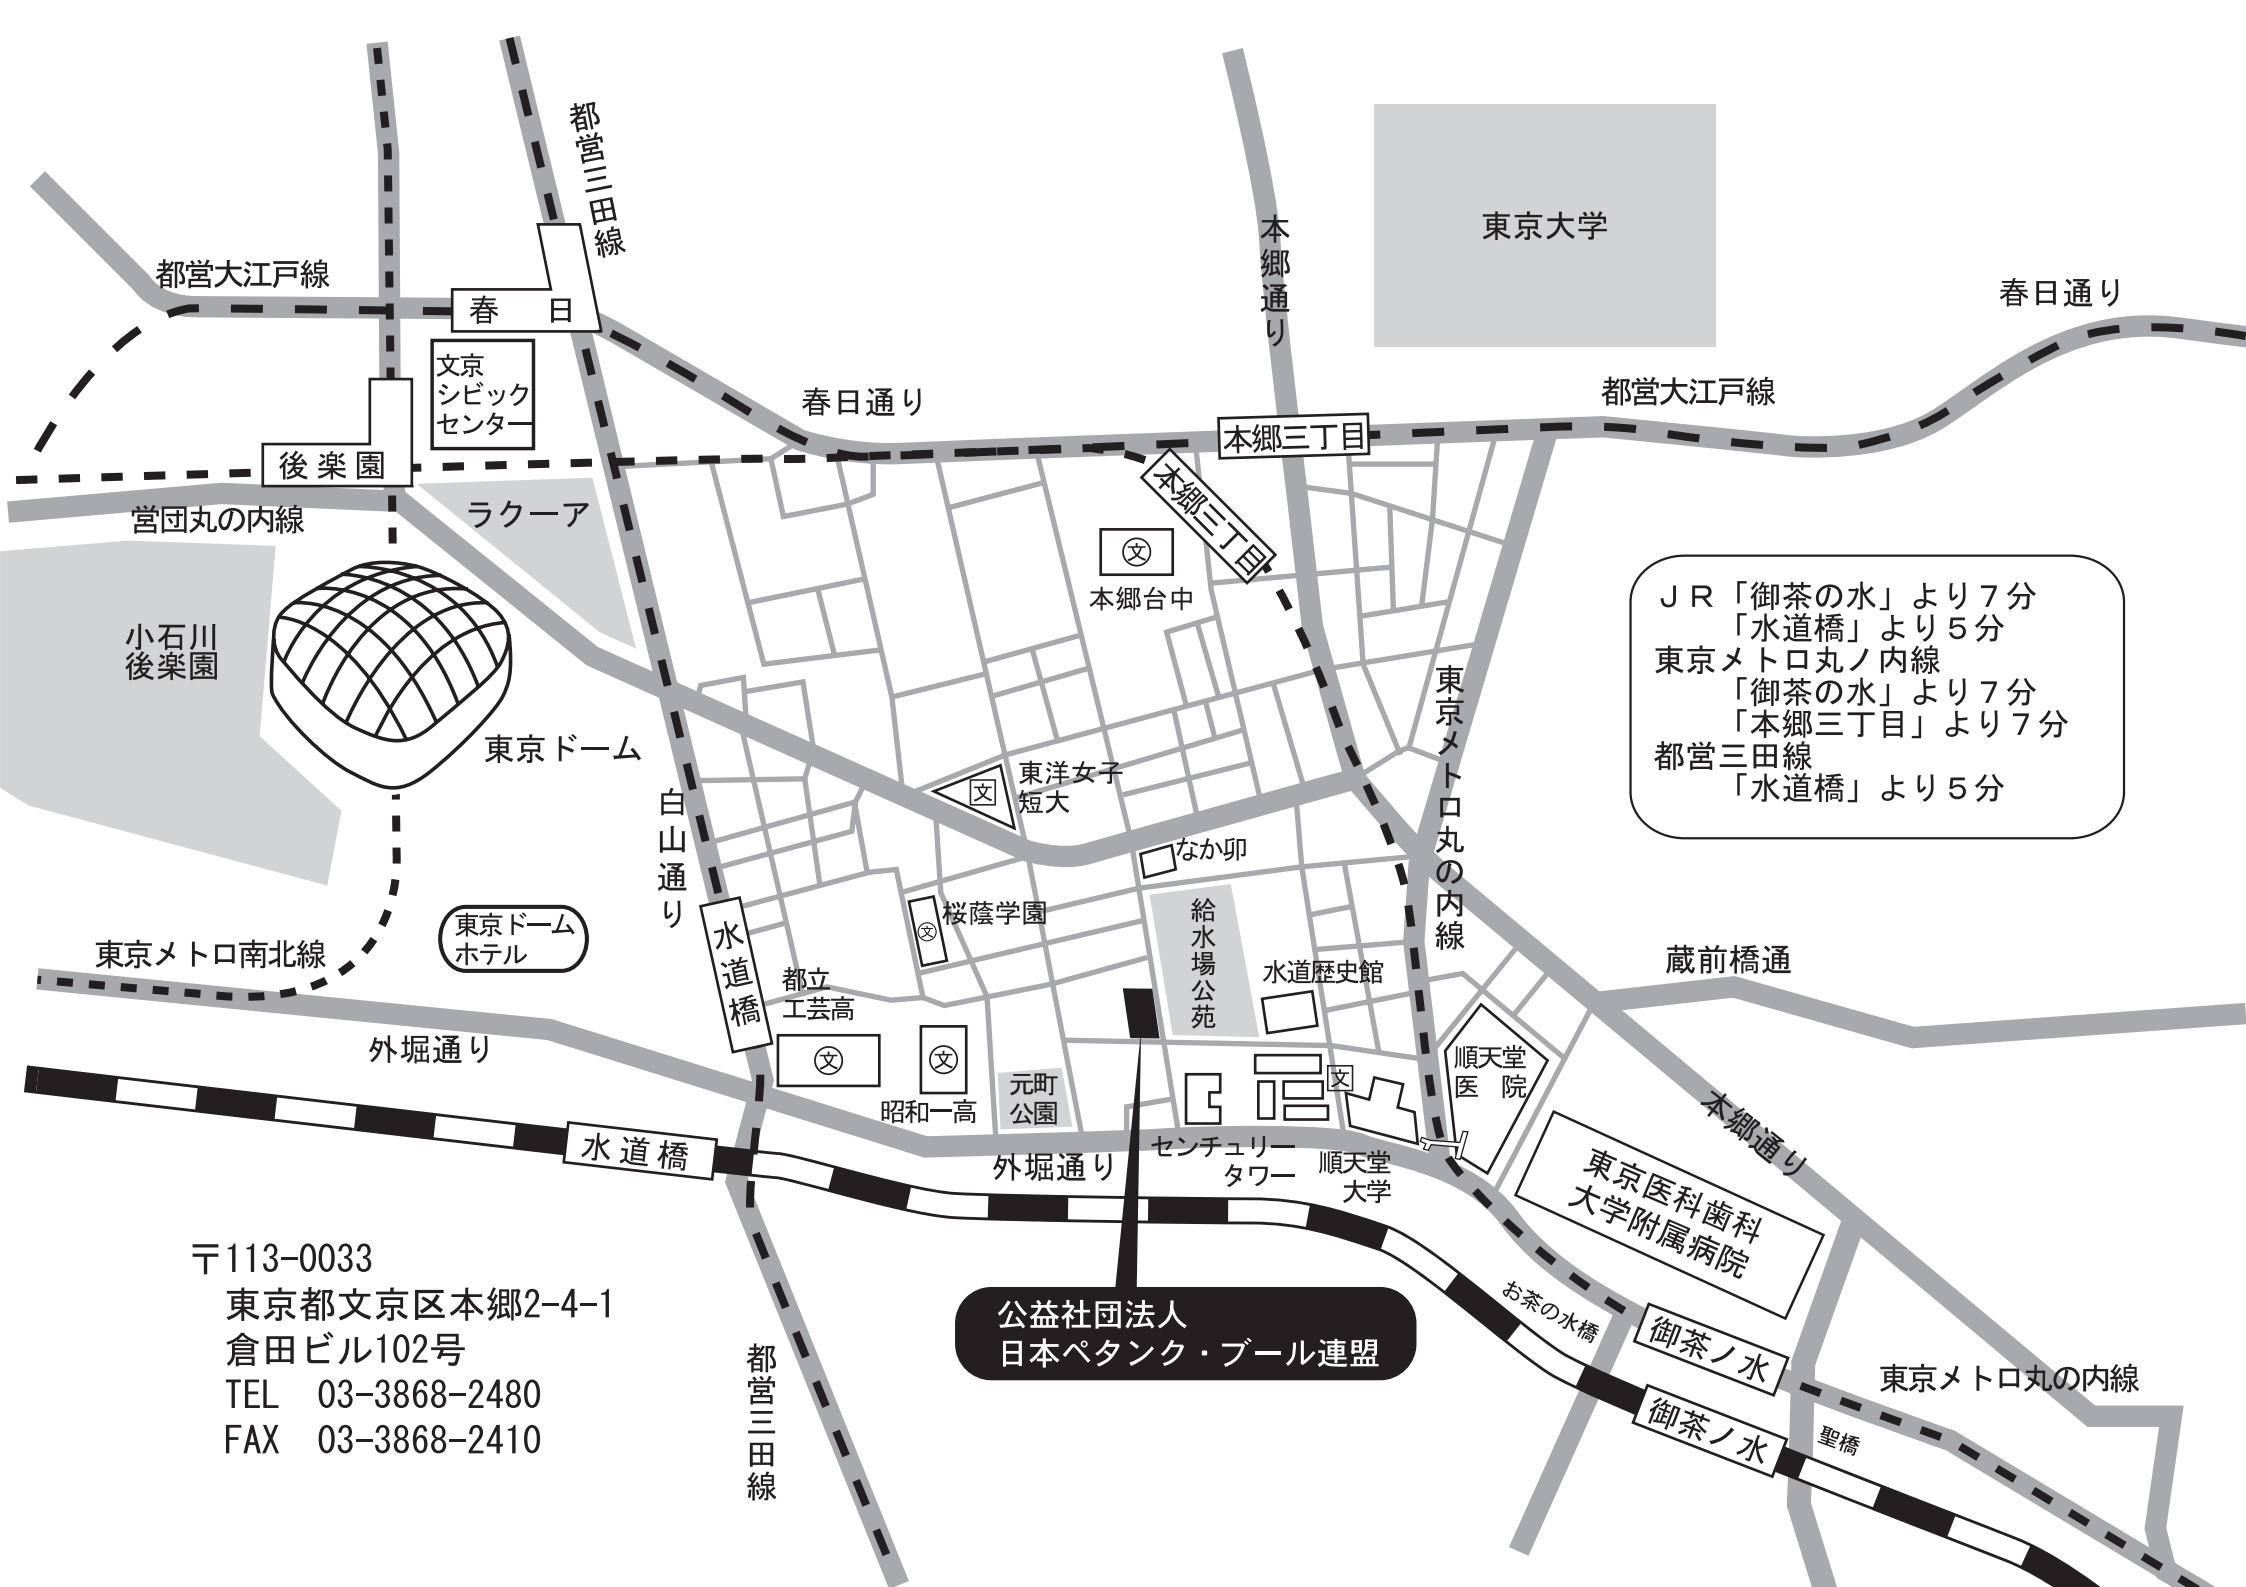 都営三田線
本郷通り
東京大学
都営大江戸線
春日通り
春　日
文京
シビック
センター
春日通り
都営大江戸線
本郷三丁目
後楽園
本郷三丁目
ラクーア
営団丸の内線
文
本郷台中
小石川
後楽園
東京ドーム
ＪＲ「御茶の水」より７分
「水道橋」より５分
東京メトロ丸ノ内線
「御茶の水」より７分
「本郷三丁目」より７分
都営三田線
「水道橋」より５分
東京メトロ丸の内線
東洋女子
短大
文
白山通り
なか卯
東京ドーム
ホテル
水道橋
桜蔭学園
文
給水場公苑
水道歴史館
東京メトロ南北線
蔵前橋通
都立
工芸高
文
文
昭和一高
外堀通り
元町
公園
文
順天堂
医　院
本郷通り
水道橋
外堀通り
センチュリー
タワー
順天堂
大学
東京医科歯科
大学附属病院
お茶の水橋
御茶ノ水
御茶ノ水
東京メトロ丸の内線
聖橋
都営三田線
公益社団法人
日本ペタンク・ブール連盟
〒113-0033
東京都文京区本郷2-4-1
倉田ビル102号
TEL　03-3868-2480
FAX　03-3868-2410